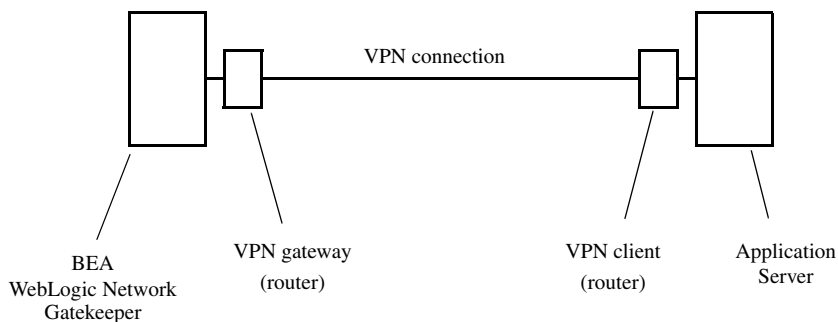 VPN connection
BEA
WebLogic Network
Gatekeeper
VPN gateway
(router)
VPN client
(router)
Application
Server